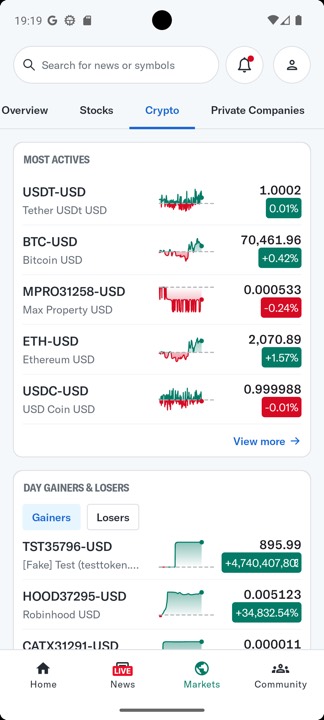 19:19
Search for news or symbols
Overview Stocks Crypto Private Companies
MOST ACTIVES
USDT-USD 1.0002
Tether USDt USD 0.01%
BTC-USD 70,461.96
Bitcoin USD +0.42%
MPRO31258-USD 0.000533
Max Property USD -0.24%
ETH-USD 2,070.89
Ethereum USD +1.57%
USDC-USD 0.999988
USD Coin USD -0.01%
View more
DAY GAINERS & LOSERS
Gainers Losers
TST35796-USD 895.99
[Fake] Test (testtoken....
HOOD37295-USD 0.005123
Robinhood USD +34,832.54%
CATX31291-USD 0.000011
LIVE
Home News Markets Community